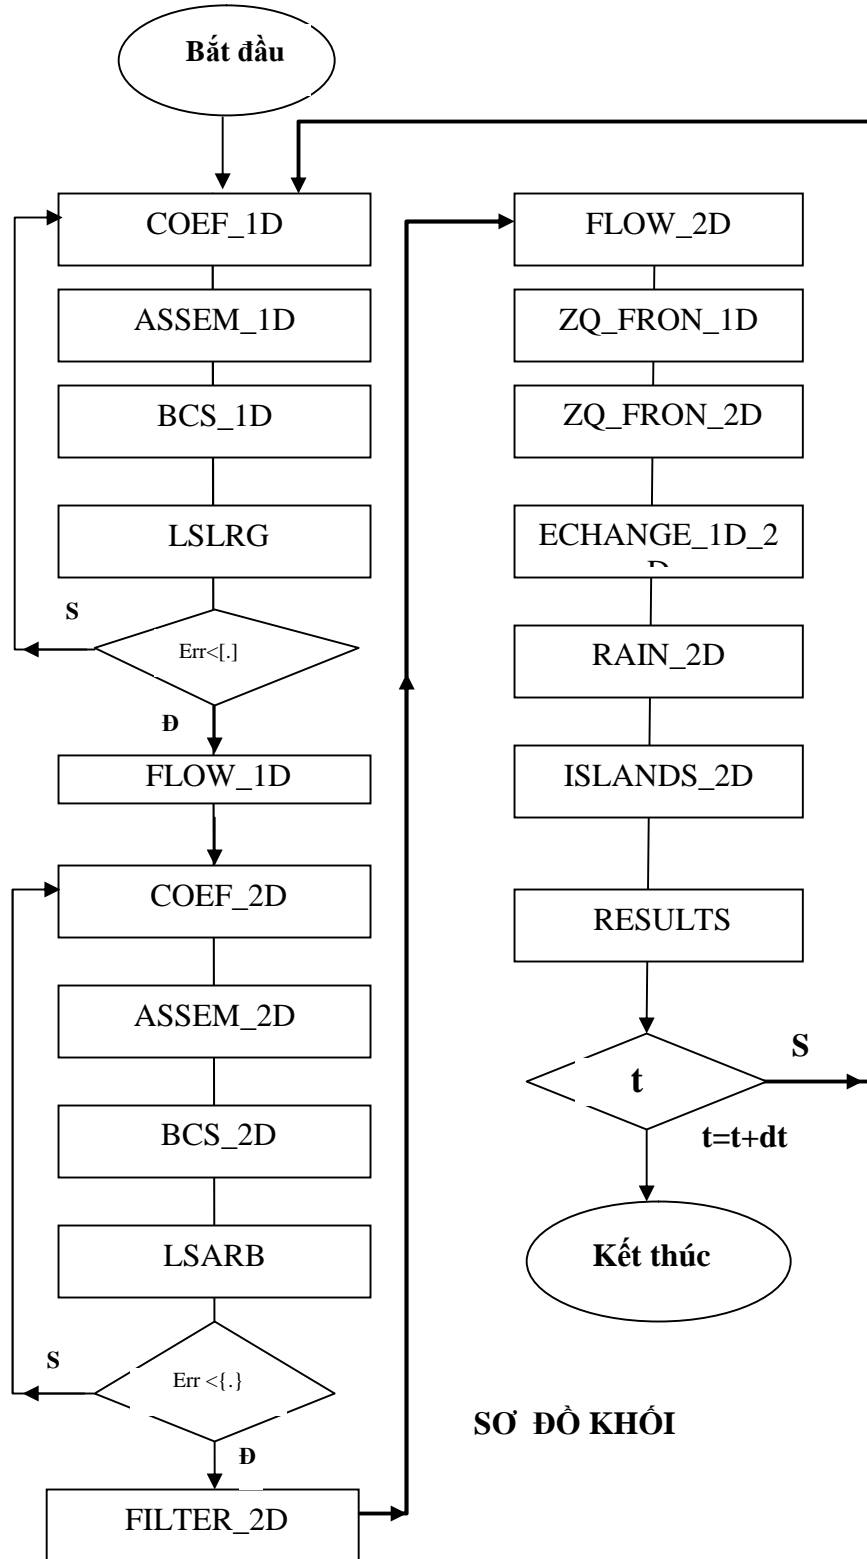 Bắt đầu
COEF_1D
ASSEM_1D
BCS_1D
LSLRG
S
Err<[.]
Đ
FLOW_1D
COEF_2D
ASSEM_2D
BCS_2D
LSARB
S
Err <{.}
Đ
FILTER_2D
FLOW_2D
ZQ_FRON_1D
ZQ_FRON_2D
ECHANGE_1D_2
D
RAIN_2D
ISLANDS_2D
RESULTS
S
t
t=t+dt
Kết thúc
SƠ ĐỒ KHỐI